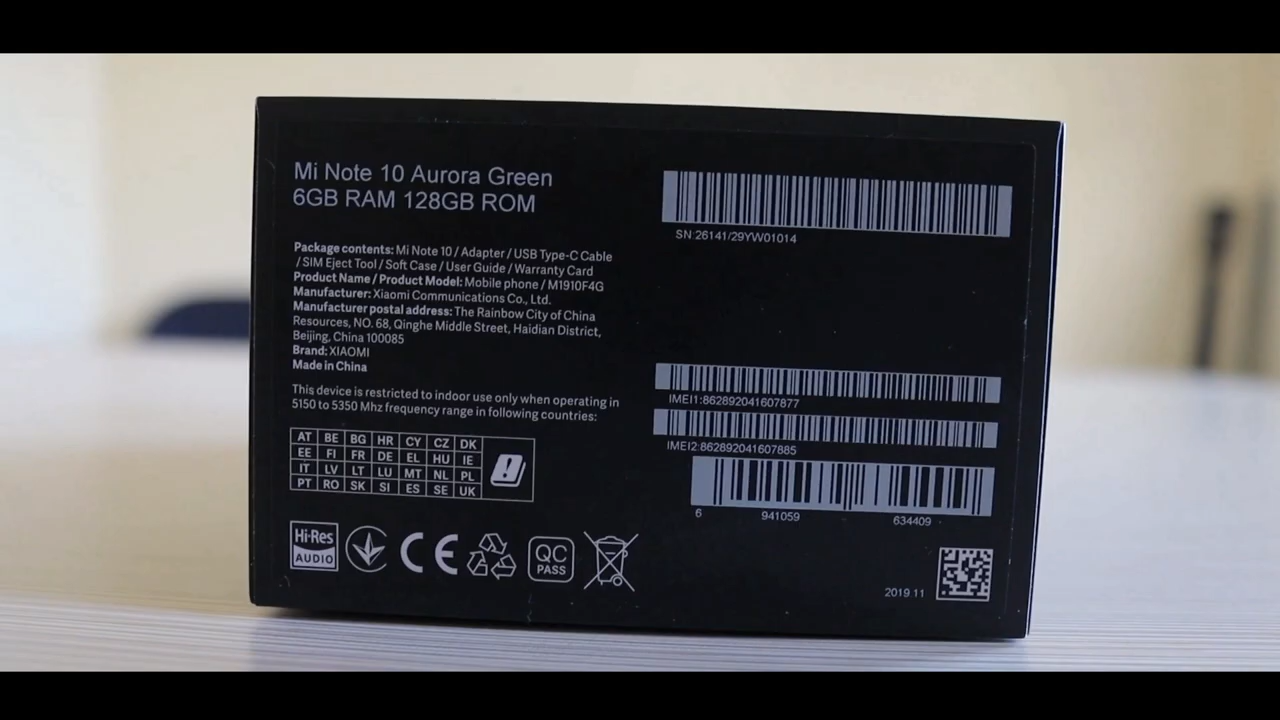 Mi Note 10 Aurora Green
6GB RAM 128GB ROM
Package contents: Mi Note 10 / Adapter / USB Type-C Cable
/ SIM Eject Tool / Soft Case / User Guide / Warranty Card
Product Name / Product Model: Mobile phone / M1910F4G
Manufacturer: Xiaomi Communications Co., Ltd.
Manufacturer postal address: The Rainbow City of China
Resources, NO. 68, Qinghe Middle Street, Haidian District,
Beijing, China 100085
Brand: XIAOMI
Made in China
This device is restricted to indoor use only when operating in
5150 to 5350 Mhz frequency range in following countries:
AT BE BG HR CY CZ DK
EE FI FR DE EL HU IE
IT LV LT LU MT NL PL
PT RO SK SI ES SE UK
Hi-Res
AUDIO
CE
QC
PASS
SN:26141/29YW01014
IMEI1:862892041607877
IMEI2:862892041607885
6 941059 634409
2019.11